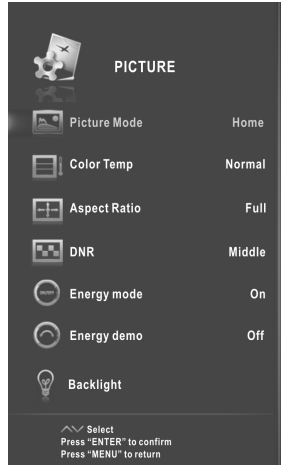 PICTURE
Picture Mode Home
Color Temp Normal
Aspect Ratio Full
DNR Middle
Energy mode On
Energy demo Off
Backlight
Select
Press “ENTER” to confirm
Press “MENU” to return